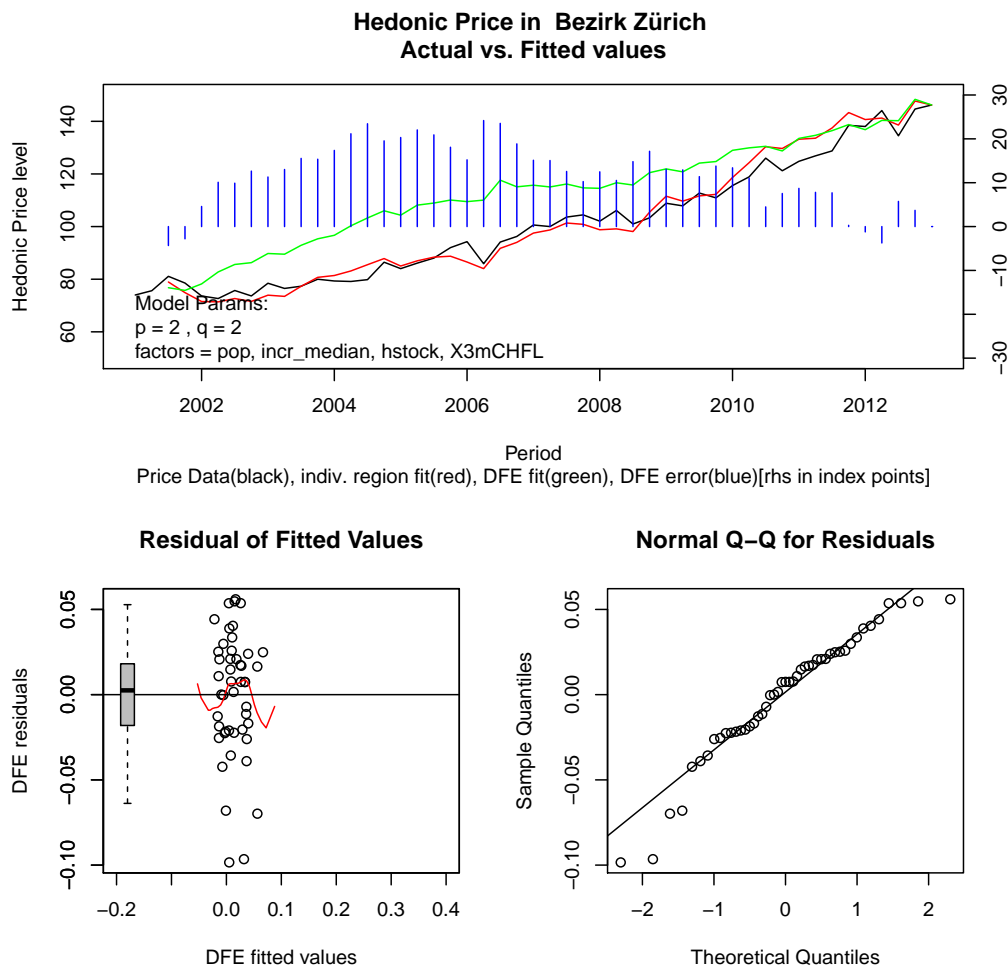 Hedonic Price in Bezirk Zürich
Actual vs. Fitted values
Hedonic Price level
60 80 100 120 140
−30 −10 0 10 20 30
Model Params:
p = 2 , q = 2
factors = pop, incr_median, hstock, X3mCHFL
2002 2004 2006 2008 2010 2012
Period
Price Data(black), indiv. region fit(red), DFE fit(green), DFE error(blue)[rhs in index points]
Residual of Fitted Values
DFE residuals
−0.10 −0.05 0.00 0.05
−0.2 0.0 0.1 0.2 0.3 0.4
DFE fitted values
Normal Q−Q for Residuals
Sample Quantiles
−0.10 −0.05 0.00 0.05
−2 −1 0 1 2
Theoretical Quantiles